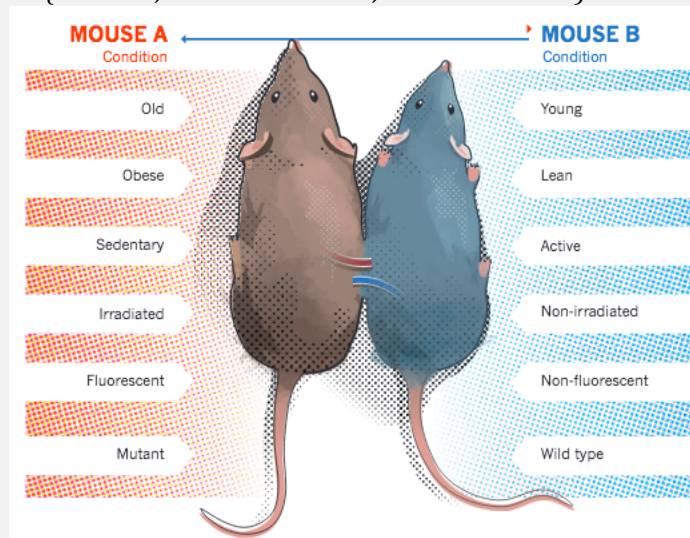 MOUSE A
Condition
MOUSE B
Condition
Old
Young
Obese
Lean
Sedentary
Active
Irradiated
Non-irradiated
Fluorescent
Non-fluorescent
Mutant
Wild type